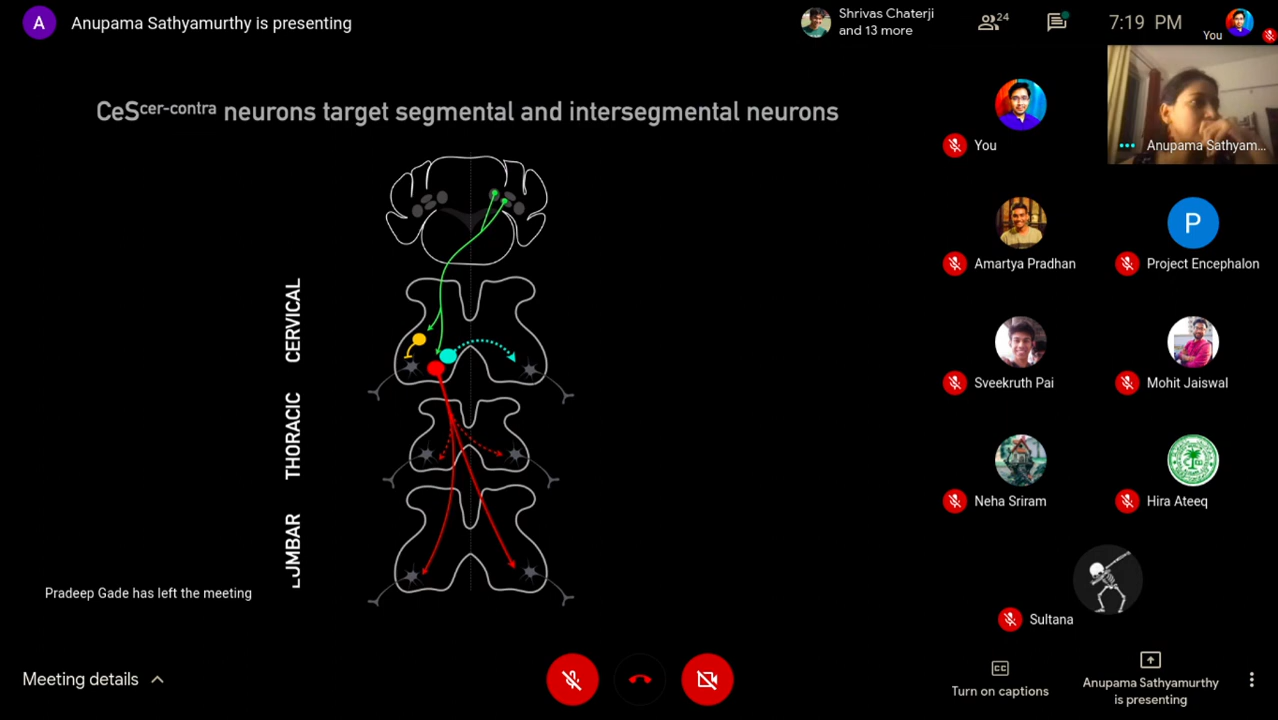 A
Anupama Sathyamurthy is presenting
Shrivas Chaterji
and 13 more
24
7:19 PM
You
CeScer-contra neurons target segmental and intersegmental neurons
CERVICAL
THORACIC
LUMBAR
You
Anupama Sathyam...
Amartya Pradhan
P
Project Encephalon
Sveekruth Pai
Mohit Jaiswal
Neha Sriram
Hira Ateeq
Sultana
Pradeep Gade has left the meeting
Meeting details
CC
Turn on captions
Anupama Sathyamurthy
is presenting